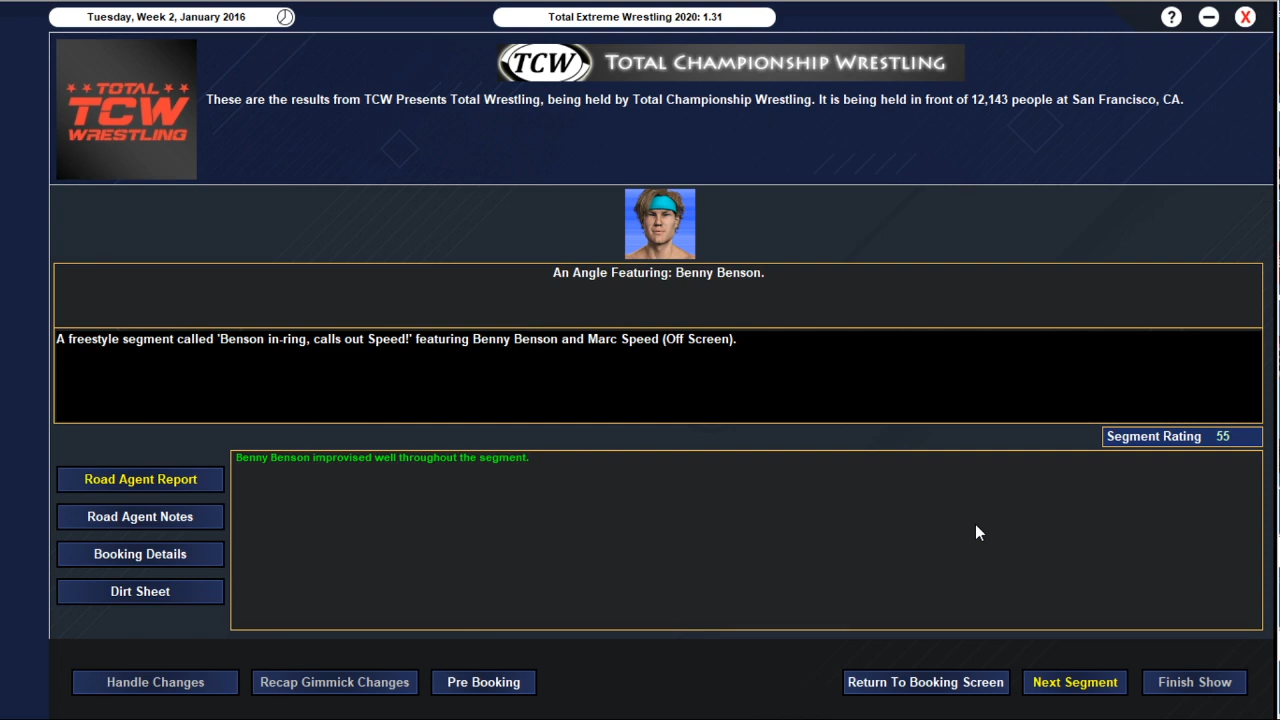 Tuesday, Week 2, January 2016
Total Extreme Wrestling 2020: 1.31
?
X
TCW TOTAL CHAMPIONSHIP WRESTLING
TOTAL
TCW
WRESTLING
These are the results from TCW Presents Total Wrestling, being held by Total Championship Wrestling. It is being held in front of 12,143 people at San Francisco, CA.
An Angle Featuring: Benny Benson.
A freestyle segment called 'Benson in-ring, calls out Speed!' featuring Benny Benson and Marc Speed (Off Screen).
Segment Rating 55
Benny Benson improvised well throughout the segment.
Road Agent Report
Road Agent Notes
Booking Details
Dirt Sheet
Handle Changes
Recap Gimmick Changes
Pre Booking
Return To Booking Screen
Next Segment
Finish Show